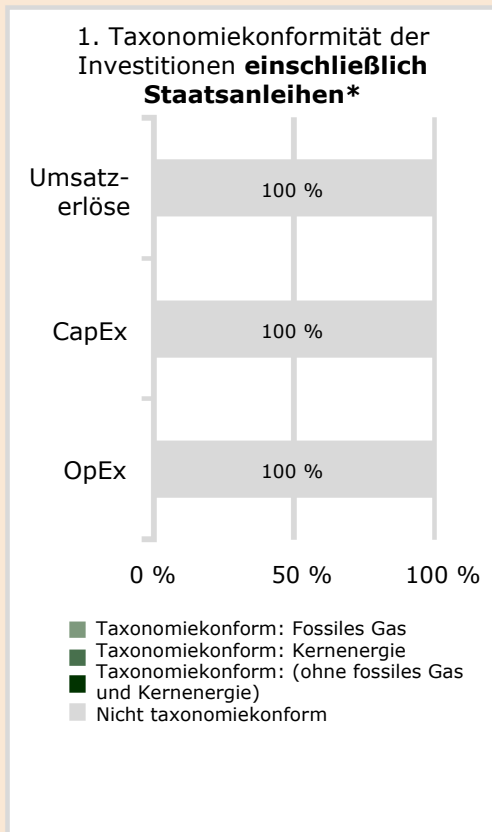 1. Taxonomiekonformität der
Investitionen einschließlich
Staatsanleihen*
Umsatz-
erlöse
100 %
CapEx
100 %
OpEx
100 %
0 %
50 %
100 %
Taxonomiekonform: Fossiles Gas
Taxonomiekonform: Kernenergie
Taxonomiekonform: (ohne fossiles Gas
und Kernenergie)
Nicht taxonomiekonform